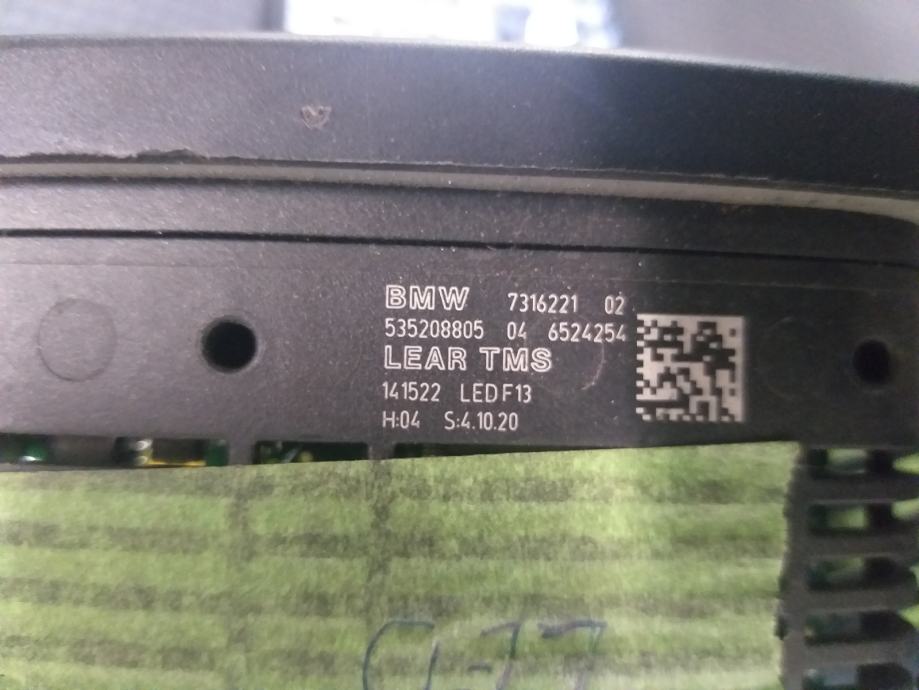 BMW 7316221 02
535208805 04 6524254
LEAR TMS
141522 LED F13
H:04 S:4.10.20